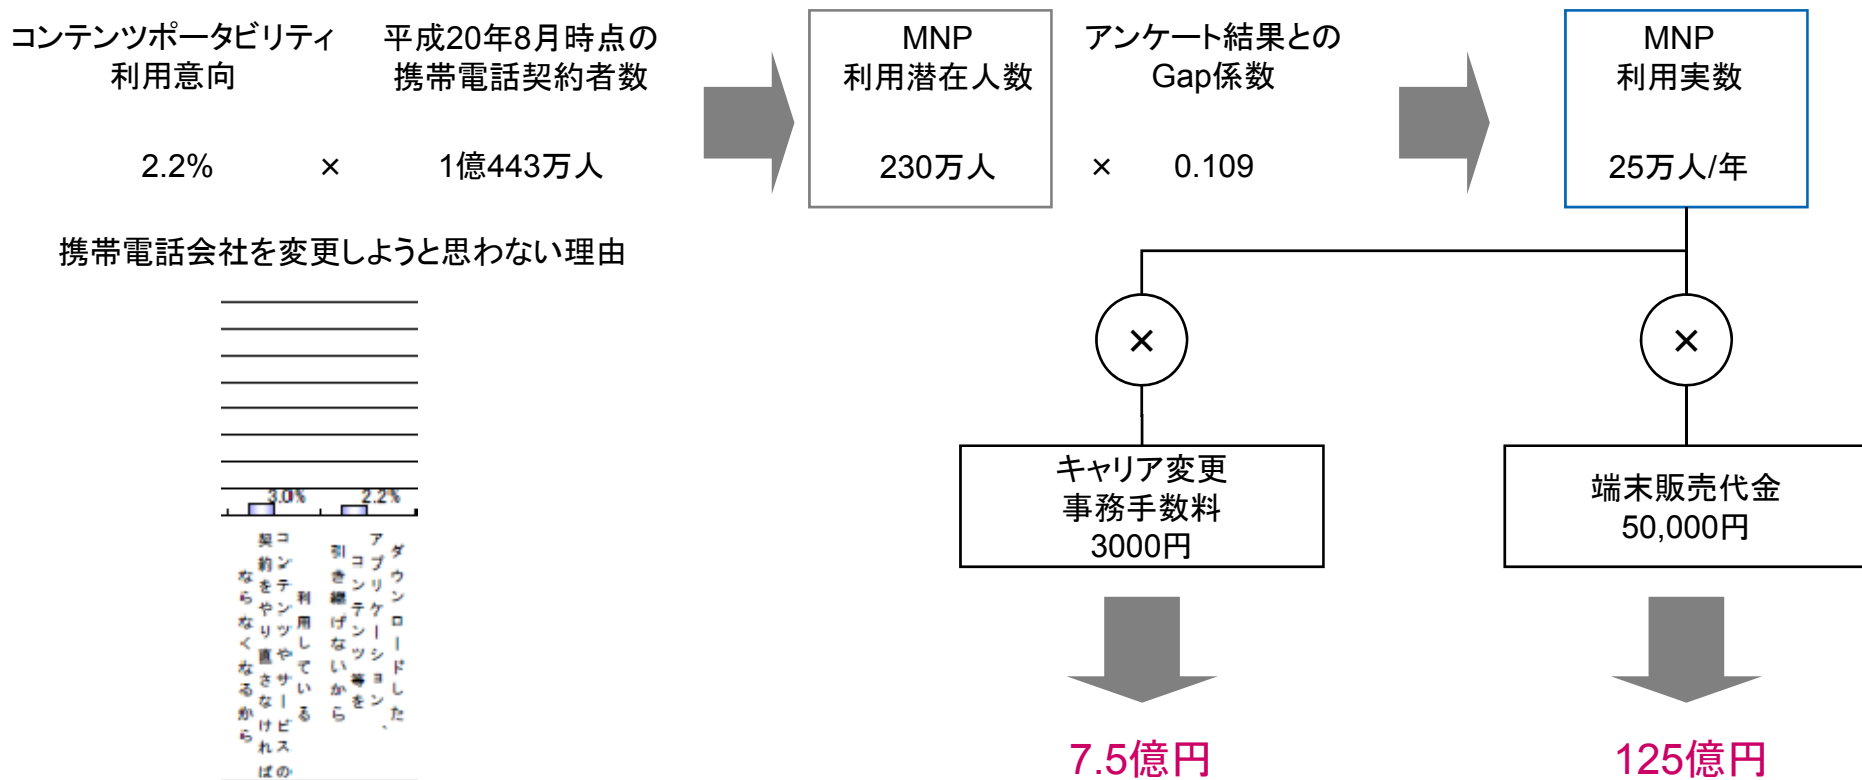 コンテンツポータビリティ
利用意向
平成20年8月時点の
携帯電話契約者数
MNP
利用潜在人数
アンケート結果との
Gap係数
MNP
利用実数
2.2%
×
1億443万人
230万人
×
0.109
25万人/年
携帯電話会社を変更しようと思わない理由
×
×
3.0%
2.2%
利用している
コンテンツやサービスの
契約をやり直さなければ
ならなくなるから
ダウンロードした、
アプリケーション、
コンテンツ等を
引き継げないから
キャリア変更
事務手数料
3000円
端末販売代金
50,000円
7.5億円
125億円